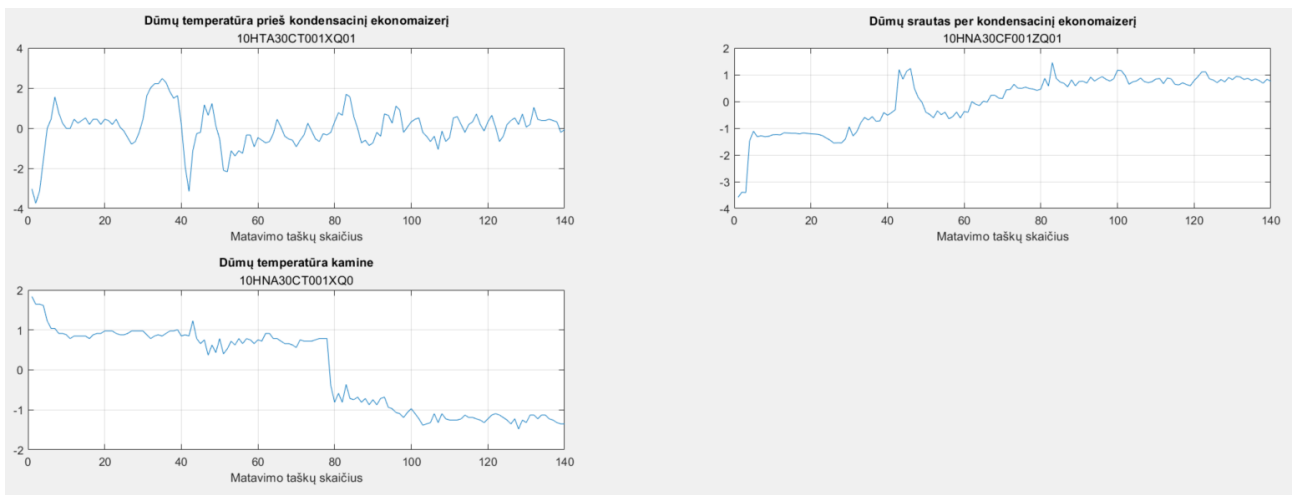 Dūmų temperatūra prieš kondensacinį ekonomaizerį
10HTA30CT001XQ01
4
2
0
-2
-4
0 20 40 60 80 100 120 140
Matavimo taškų skaičius
Dūmų srautas per kondensacinį ekonomaizerį
10HNA30CF001ZQ01
2
1
0
-1
-2
-3
-4
0 20 40 60 80 100 120 140
Matavimo taškų skaičius
Dūmų temperatūra kamine
10HNA30CT001XQ0
2
1
0
-1
-2
0 20 40 60 80 100 120 140
Matavimo taškų skaičius